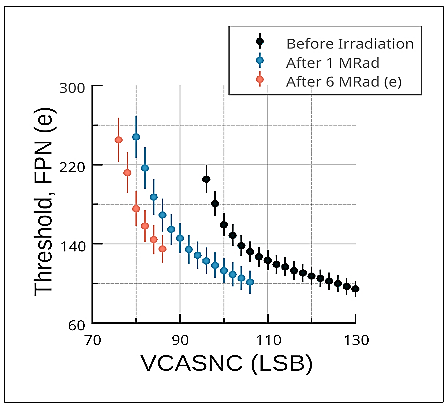 Before Irradiation
After 1 MRad
After 6 MRad (e)
300
220
140
60
Threshold, FPN (e)
70 90 110 130
VCASNC (LSB)